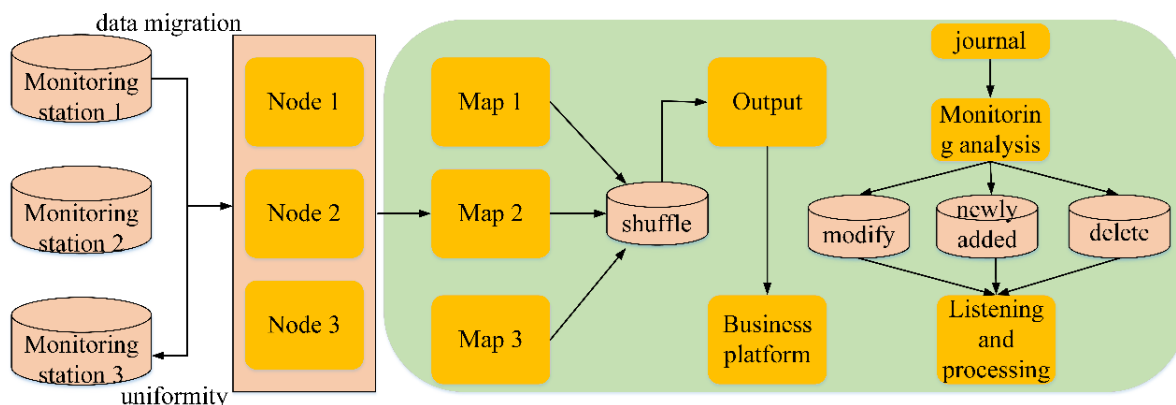 data migration
Monitoring
station 1
Monitoring
station 2
Monitoring
station 3
uniformity
Node 1
Node 2
Node 3
Map 1
Map 2
Map 3
shuffle
Output
Business
platform
journal
Monitorin
g analysis
modify
newly
added
delete
Listening
and
processing